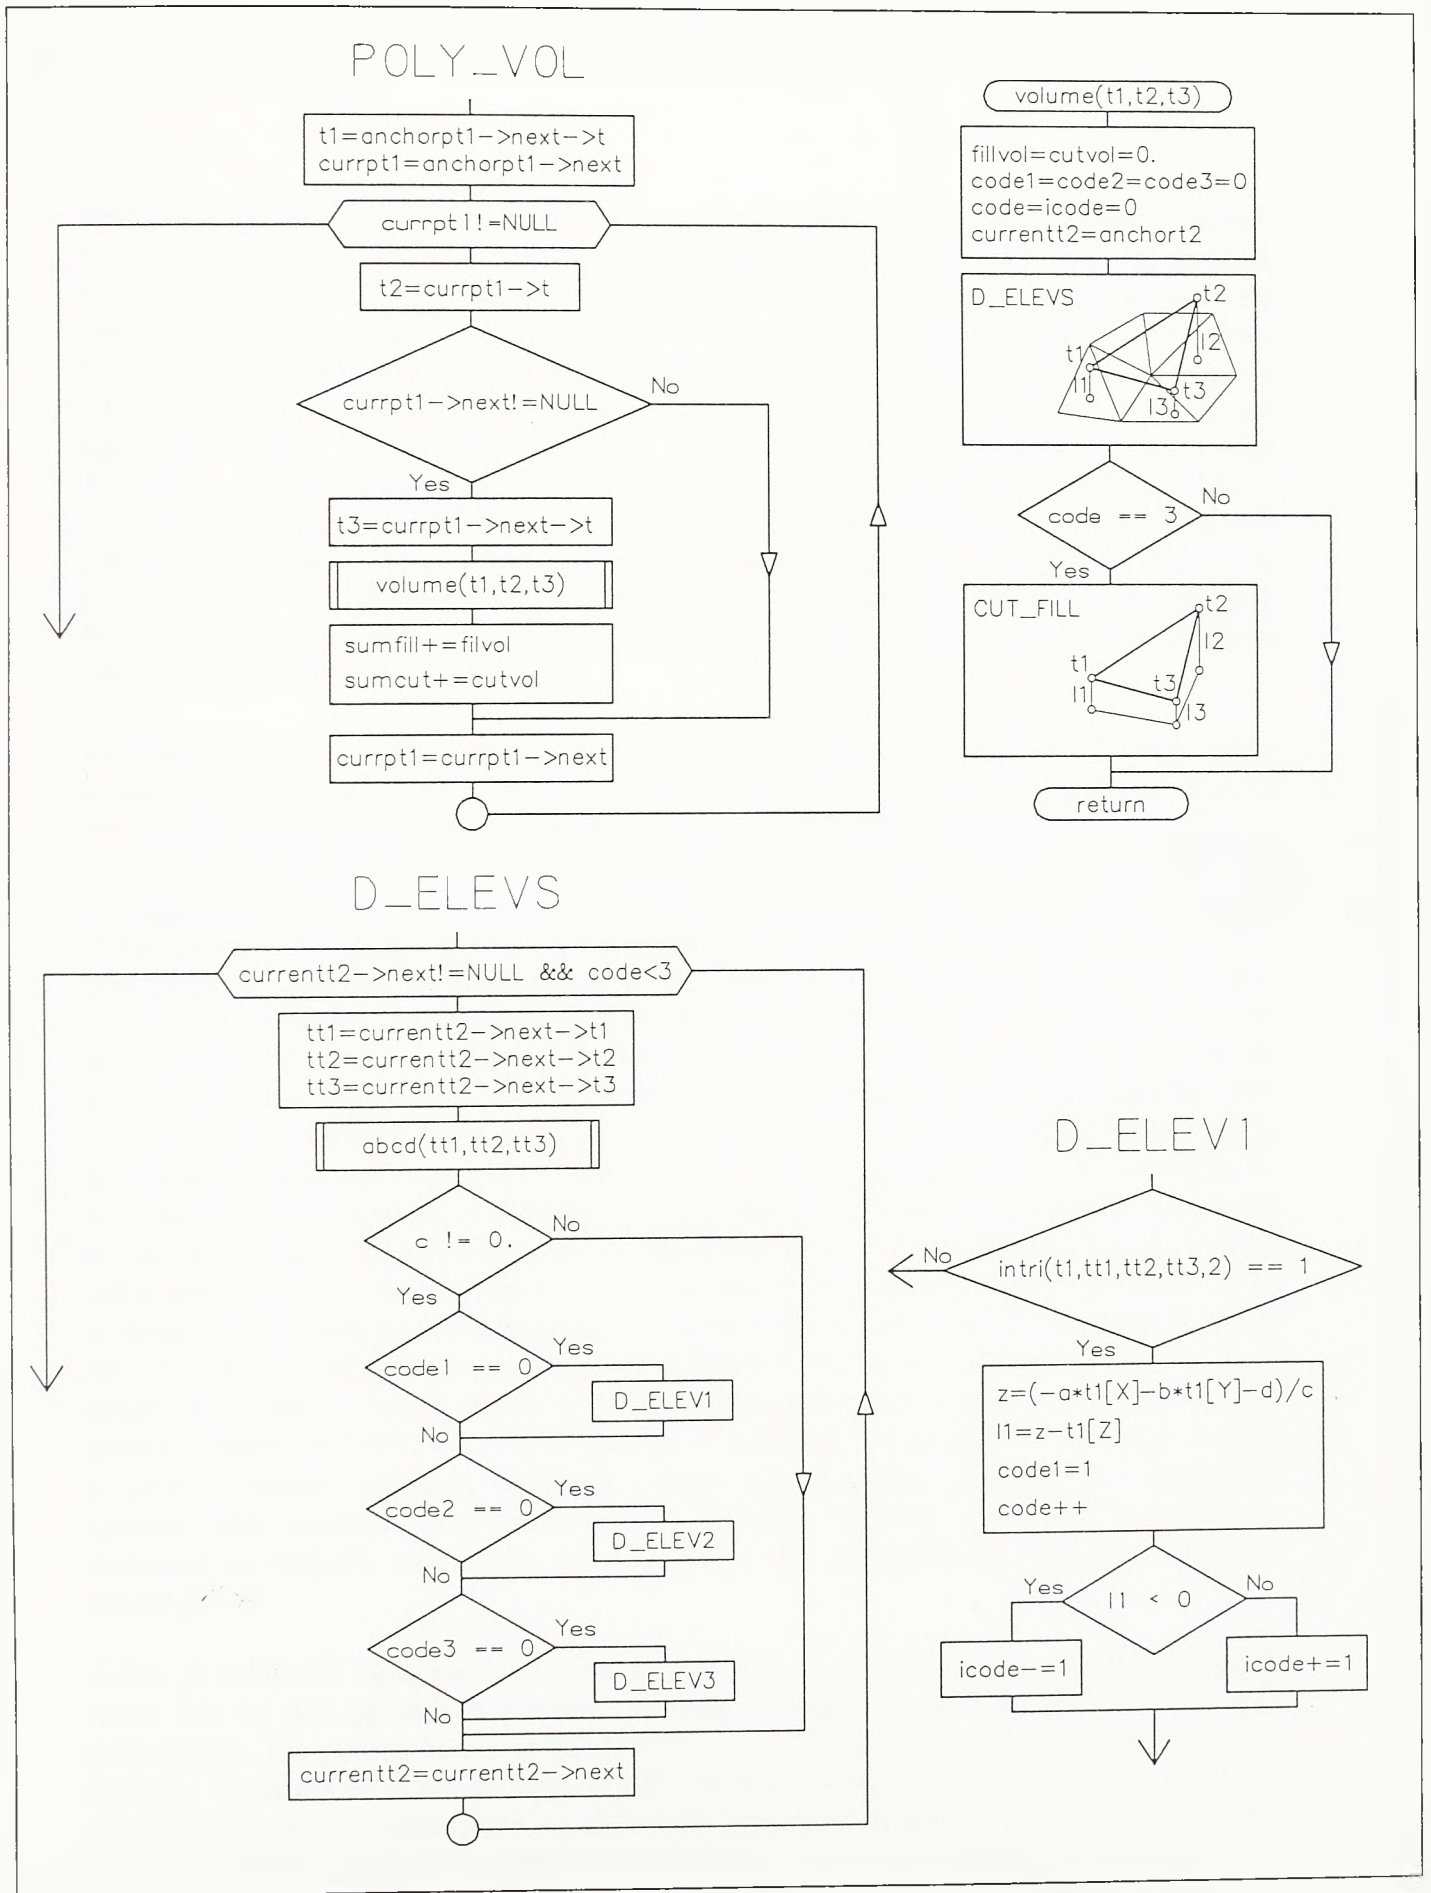 POLY_VOL
t1=anchorpt1->next->t
currpt1=anchorpt1->next
currpt1!=NULL
t2=currpt1->t
currpt1->next!=NULL
No
Yes
t3=currpt1->next->t
volume(t1,t2,t3)
sumfill+=filvol
sumcut+=cutvol
currpt1=currpt1->next
volume(t1,t2,t3)
fillvol=cutvol=0.
code1=code2=code3=0
code=icode=0
currentt2=anchort2
D_ELEVS
t2
l2
t1
l1
t3
l3
code == 3
No
Yes
CUT_FILL
t2
l2
t1
t3
l1
l3
return
D_ELEVS
currentt2->next!=NULL && code<3
tt1=currentt2->next->t1
tt2=currentt2->next->t2
tt3=currentt2->next->t3
abcd(tt1,tt2,tt3)
c != 0.
No
Yes
code1 == 0
Yes
D_ELEV1
No
code2 == 0
Yes
D_ELEV2
No
code3 == 0
Yes
D_ELEV3
No
currentt2=currentt2->next
D_ELEV1
No
intri(t1,tt1,tt2,tt3,2) == 1
Yes
z=(-a*t1[X]-b*t1[Y]-d)/c
l1=z-t1[Z]
code1=1
code++
Yes
l1 < 0
No
icode-=1
icode+=1